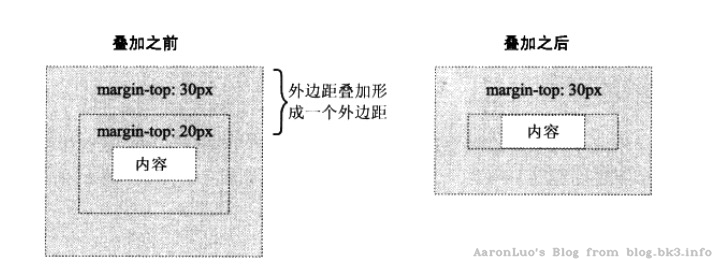 叠加之前
叠加之后
margin-top: 30px
margin-top: 20px
内容
外边距叠加形
成一个外边距
margin-top: 30px
内容
AaronLuo's Blog from blog.bk3.info